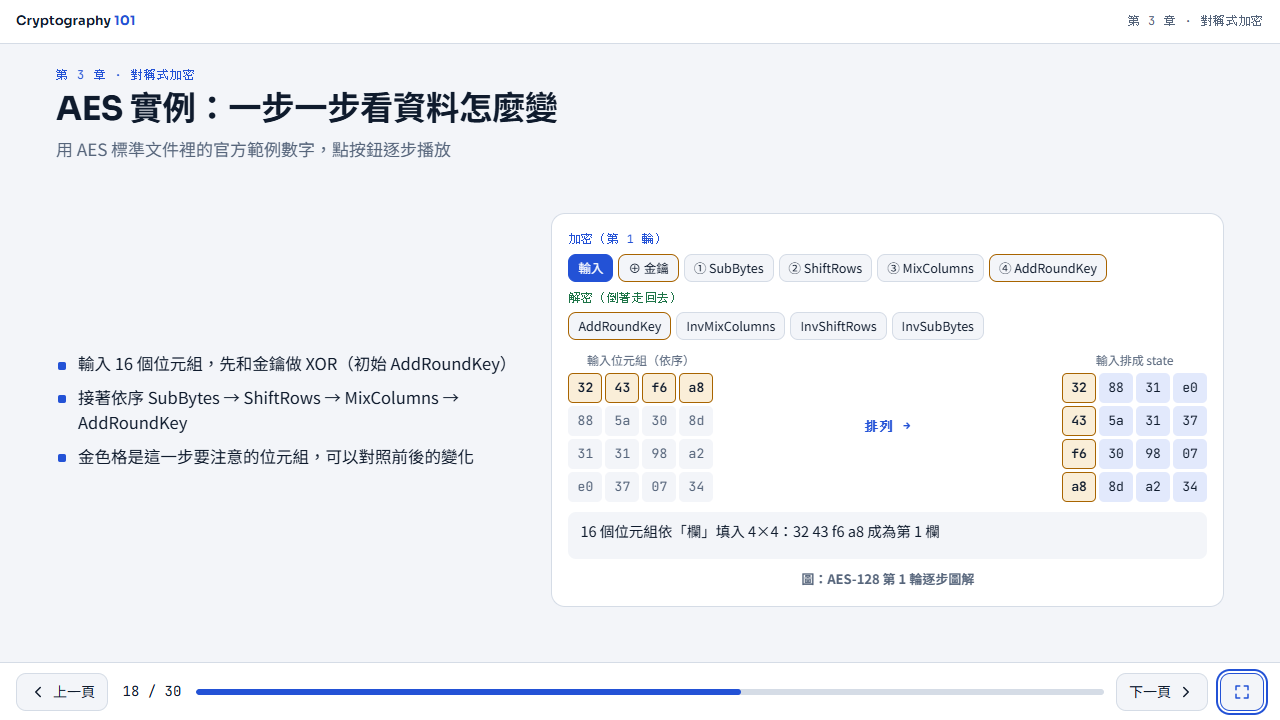 Cryptography 101
第 3 章 · 對稱式加密
第 3 章 · 對稱式加密
AES 實例：一步一步看資料怎麼變
用 AES 標準文件裡的官方範例數字，點按鈕逐步播放
輸入 16 個位元組，先和金鑰做 XOR（初始 AddRoundKey）
接著依序 SubBytes → ShiftRows → MixColumns →
AddRoundKey
金色格是這一步要注意的位元組，可以對照前後的變化
加密（第 1 輪）
輸入 ⊕ 金鑰 ① SubBytes ② ShiftRows ③ MixColumns ④ AddRoundKey
解密（倒著走回去）
AddRoundKey InvMixColumns InvShiftRows InvSubBytes
輸入位元組（依序）
32 43 f6 a8
88 5a 30 8d
31 31 98 a2
e0 37 07 34
排列 →
輸入排成 state
32 88 31 e0
43 5a 31 37
f6 30 98 07
a8 8d a2 34
16 個位元組依「欄」填入 4×4：32 43 f6 a8 成為第 1 欄
圖：AES-128 第 1 輪逐步圖解
上一頁
18 / 30
下一頁